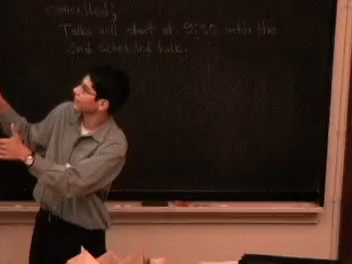 cancelled;
Talks will start at 9:30 with the
2nd scheduled talk.